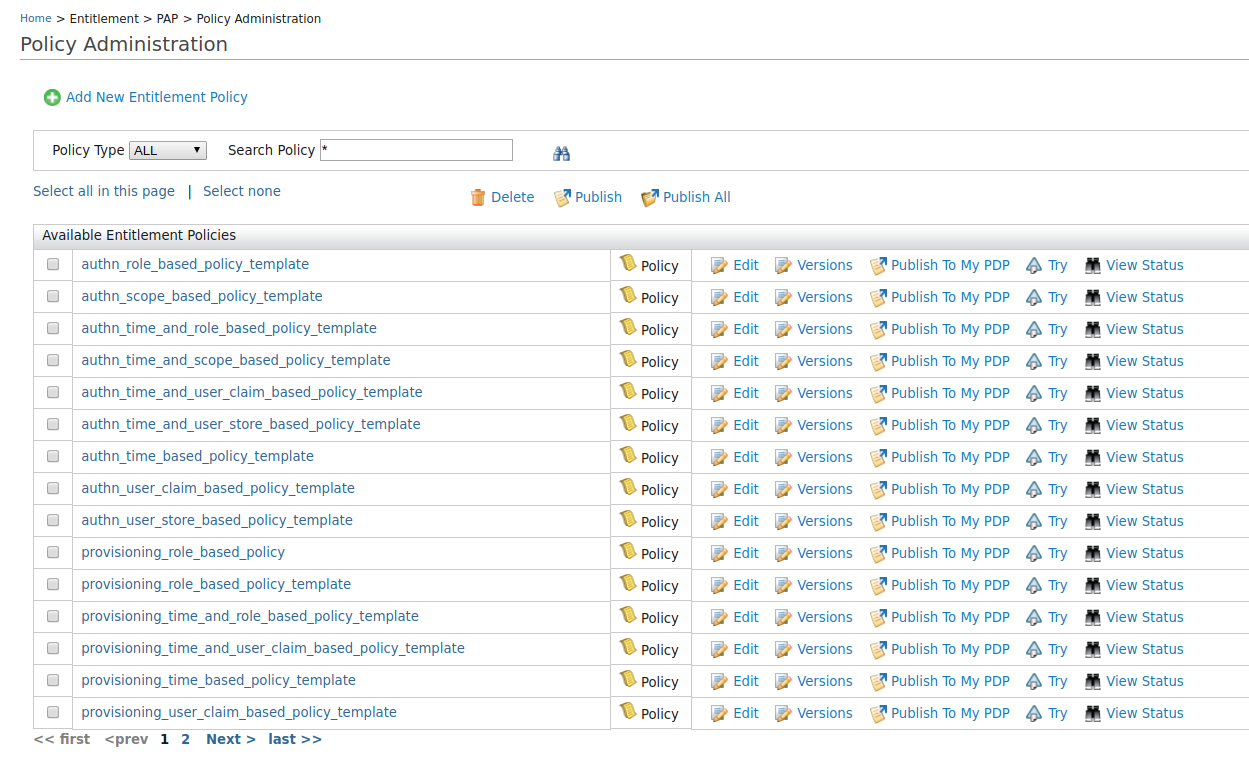 Home > Entitlement > PAP > Policy Administration
Policy Administration
Add New Entitlement Policy
Policy Type ALL Search Policy *
Select all in this page | Select none Delete Publish Publish All
Available Entitlement Policies
authn_role_based_policy_template Policy Edit Versions Publish To My PDP Try View Status
authn_scope_based_policy_template Policy Edit Versions Publish To My PDP Try View Status
authn_time_and_role_based_policy_template Policy Edit Versions Publish To My PDP Try View Status
authn_time_and_scope_based_policy_template Policy Edit Versions Publish To My PDP Try View Status
authn_time_and_user_claim_based_policy_template Policy Edit Versions Publish To My PDP Try View Status
authn_time_and_user_store_based_policy_template Policy Edit Versions Publish To My PDP Try View Status
authn_time_based_policy_template Policy Edit Versions Publish To My PDP Try View Status
authn_user_claim_based_policy_template Policy Edit Versions Publish To My PDP Try View Status
authn_user_store_based_policy_template Policy Edit Versions Publish To My PDP Try View Status
provisioning_role_based_policy Policy Edit Versions Publish To My PDP Try View Status
provisioning_role_based_policy_template Policy Edit Versions Publish To My PDP Try View Status
provisioning_time_and_role_based_policy_template Policy Edit Versions Publish To My PDP Try View Status
provisioning_time_and_user_claim_based_policy_template Policy Edit Versions Publish To My PDP Try View Status
provisioning_time_based_policy_template Policy Edit Versions Publish To My PDP Try View Status
provisioning_user_claim_based_policy_template Policy Edit Versions Publish To My PDP Try View Status
<< first <prev 1 2 Next > last >>